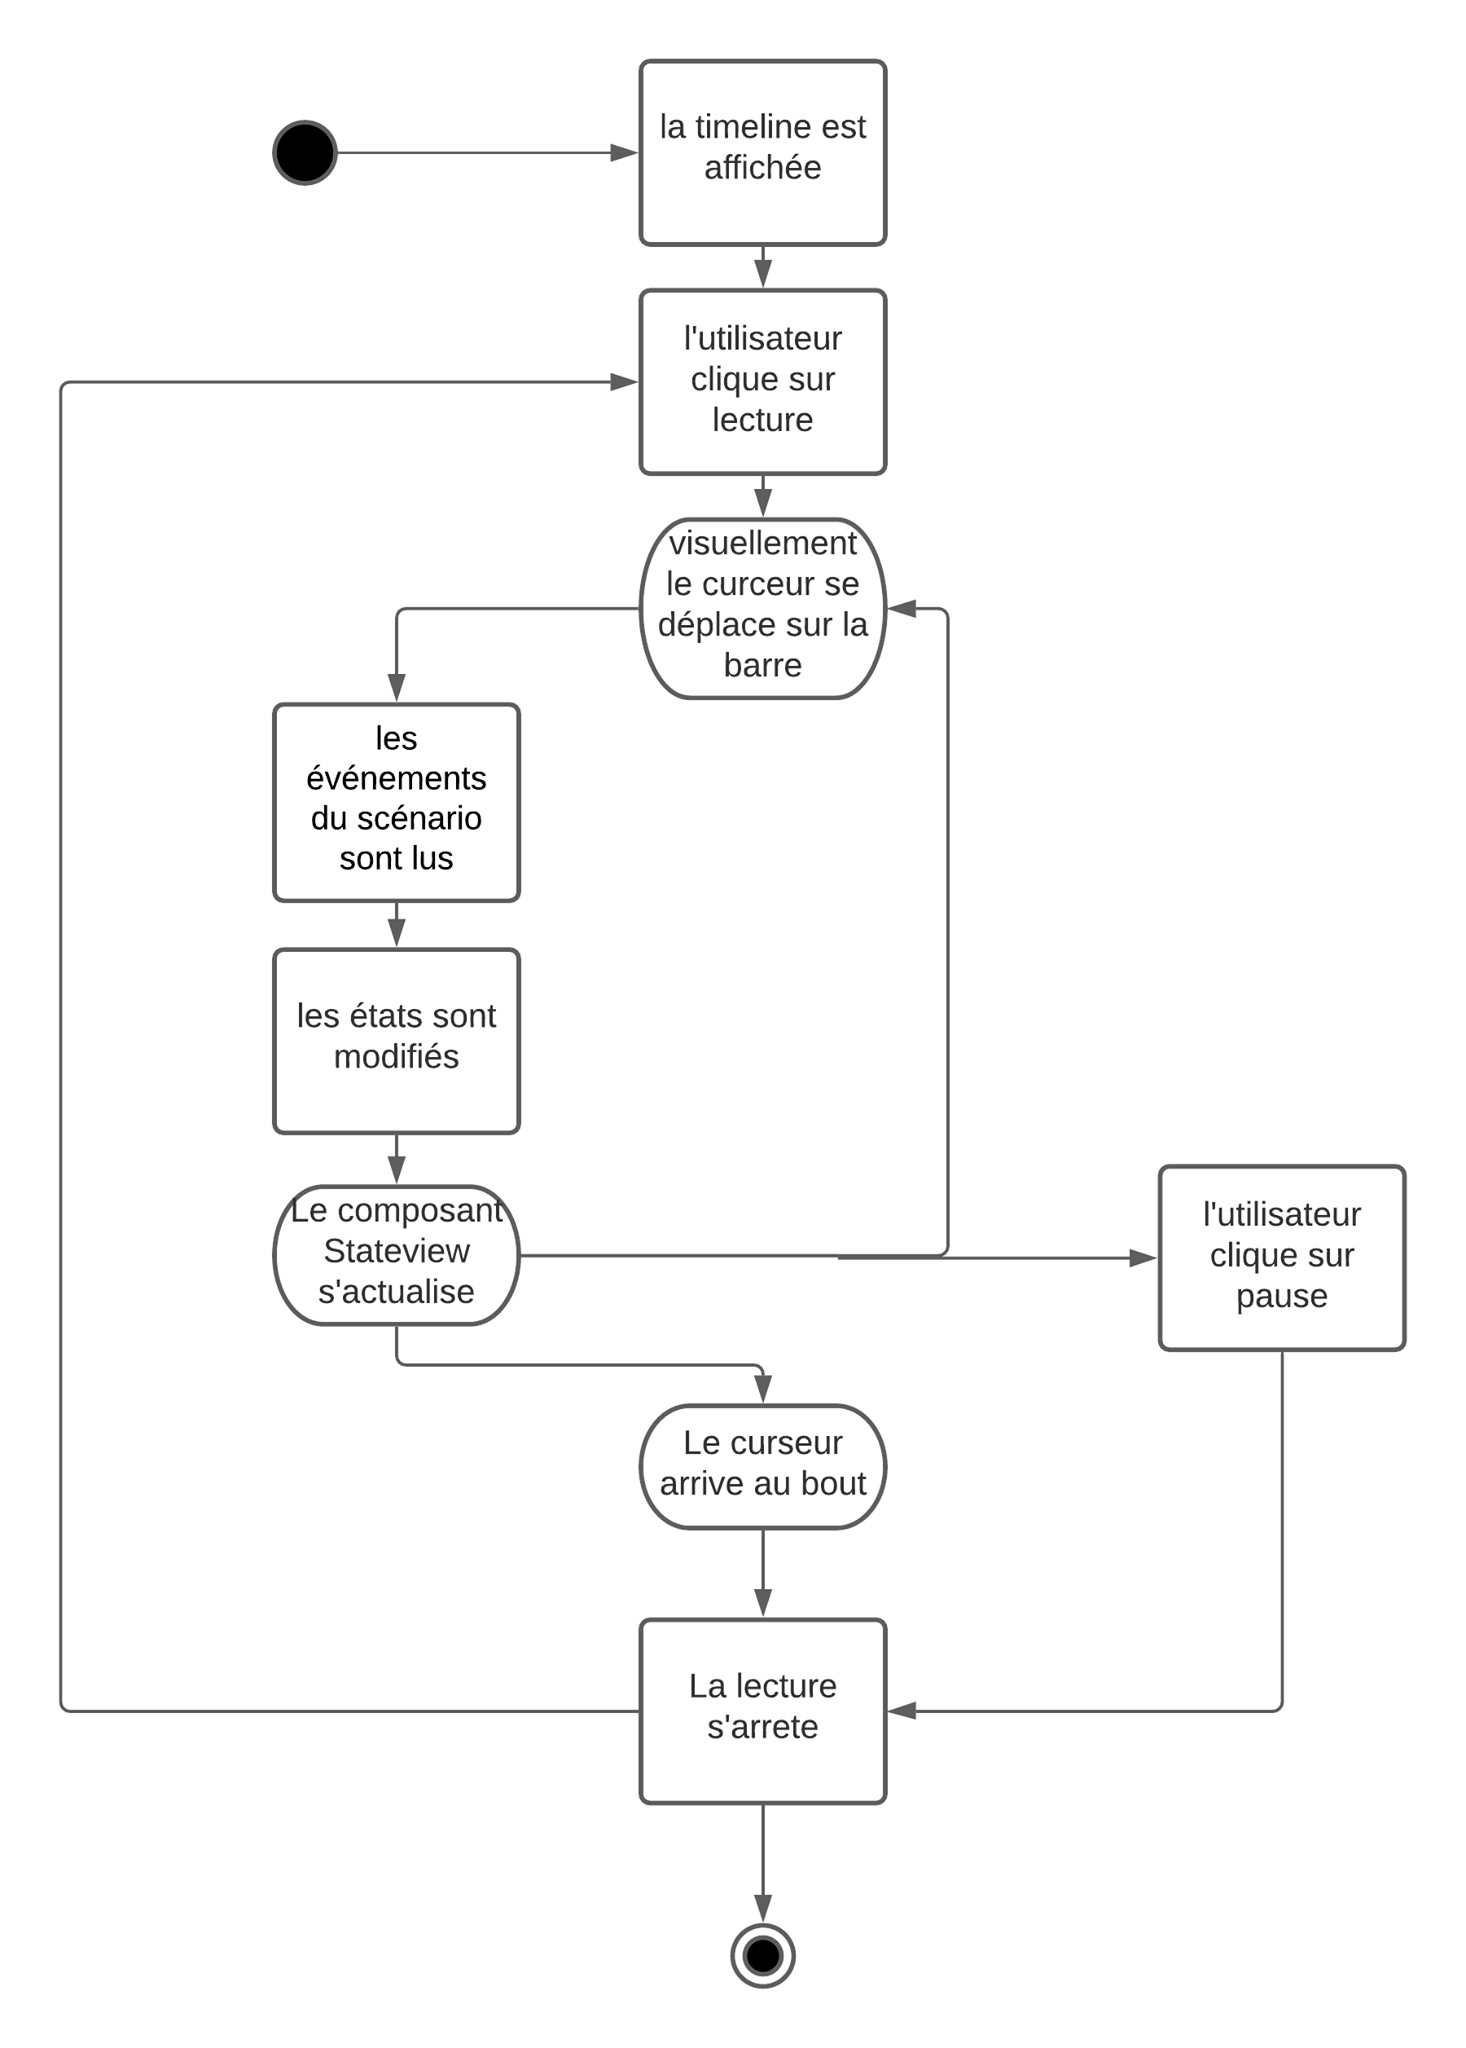 la timeline est
affichée
l'utilisateur
clique sur
lecture
visuellement
le curceur se
déplace sur la
barre
les
événements
du scénario
sont lus
les états sont
modifiés
Le composant
Stateview
s'actualise
l'utilisateur
clique sur
pause
Le curseur
arrive au bout
La lecture
s'arrete